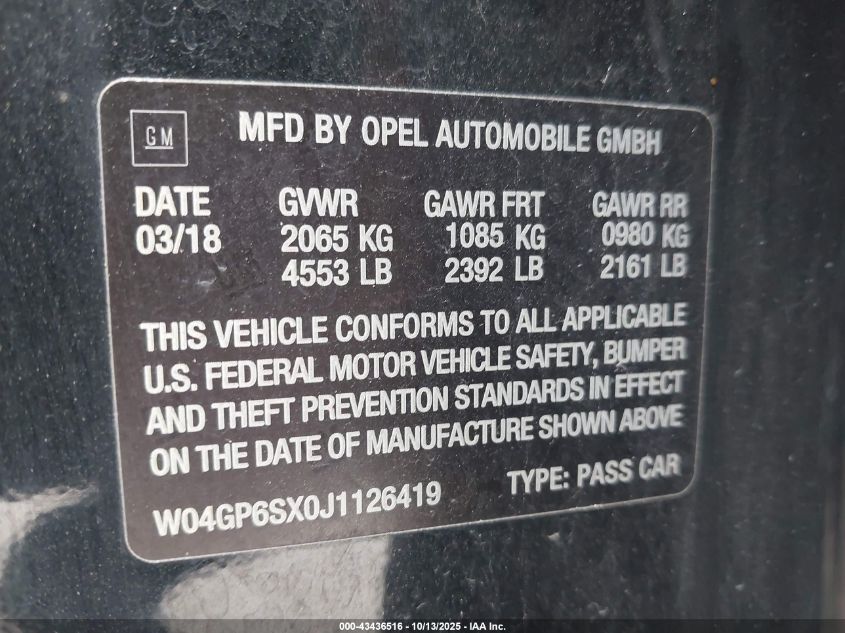 GM
MFD BY OPEL AUTOMOBILE GMBH
DATE GVWR GAWR FRT GAWR RR
03/18 2065 KG 1085 KG 0980 KG
4553 LB 2392 LB 2161 LB
THIS VEHICLE CONFORMS TO ALL APPLICABLE
U.S. FEDERAL MOTOR VEHICLE SAFETY, BUMPER
AND THEFT PREVENTION STANDARDS IN EFFECT
ON THE DATE OF MANUFACTURE SHOWN ABOVE
W04GP6SX0J1126419 TYPE: PASS CAR
000-43436516 - 10/13/2025 - IAA Inc.